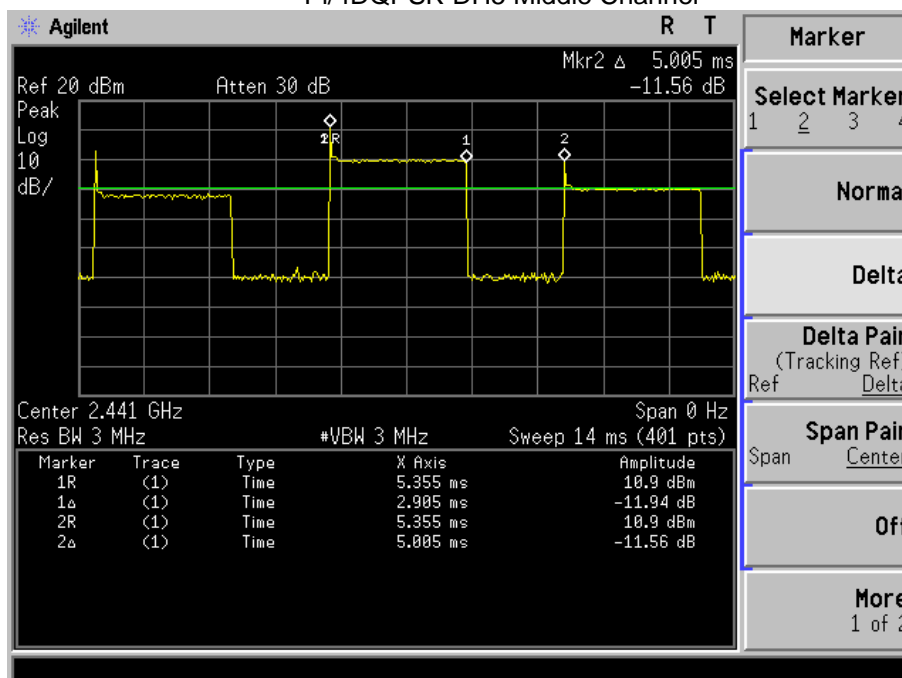 Agilent R T
Mkr2 Δ 5.005 ms
Ref 20 dBm Atten 30 dB -11.56 dB
Peak
Log
10
dB/
1 2
Center 2.441 GHz Span 0 Hz
Res BW 3 MHz #VBW 3 MHz Sweep 14 ms (401 pts)
Marker Trace Type X Axis Amplitude
1R (1) Time 5.355 ms 10.9 dBm
1Δ (1) Time 2.905 ms -11.94 dB
2R (1) Time 5.355 ms 10.9 dBm
2Δ (1) Time 5.005 ms -11.56 dB
Marker
Select Marker
1 2 3 4
Norma
Delta
Delta Pair
(Tracking Ref)
Ref Delta
Span Pair
Span Center
Off
More
1 of 2